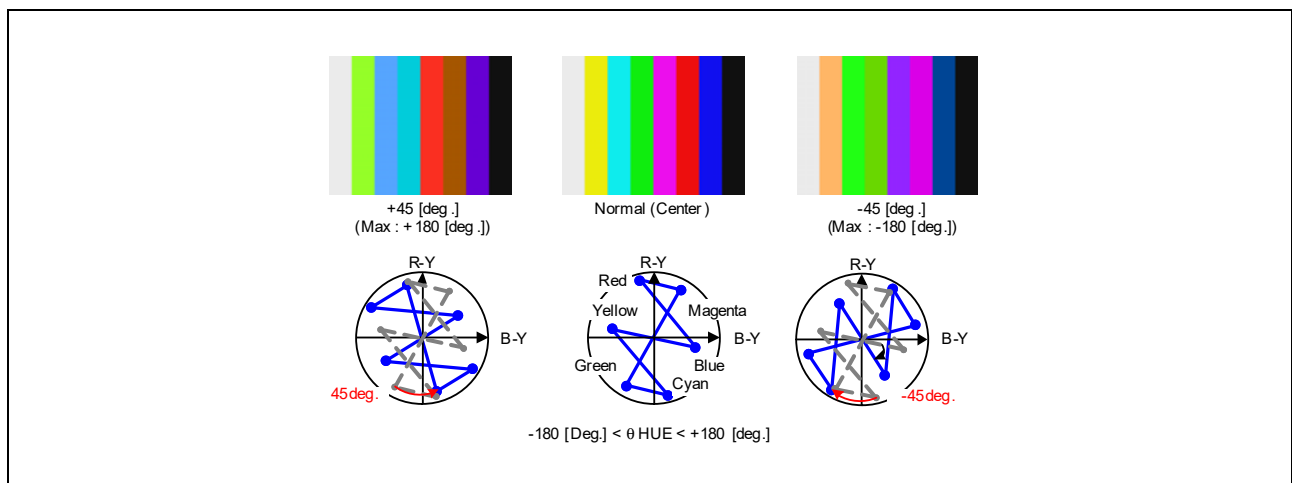 +45 [deg.]
(Max : +180 [deg.])
Normal (Center)
-45 [deg.]
(Max : -180 [deg.])
R-Y
45deg.
B-Y
R-Y
Red
Yellow
Magenta
B-Y
Green
Blue
Cyan
R-Y
B-Y
-45deg.
-180 [Deg.] < θ HUE < +180 [deg.]